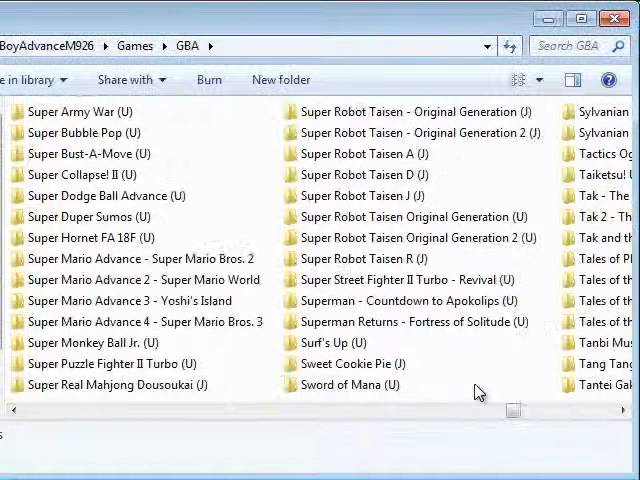 BoyAdvanceM926 Games GBA Search GBA
e in library Share with Burn New folder
Super Army War (U)
Super Bubble Pop (U)
Super Bust-A-Move (U)
Super Collapse! II (U)
Super Dodge Ball Advance (U)
Super Duper Sumos (U)
Super Hornet FA 18F (U)
Super Mario Advance - Super Mario Bros. 2
Super Mario Advance 2 - Super Mario World
Super Mario Advance 3 - Yoshi's Island
Super Mario Advance 4 - Super Mario Bros. 3
Super Monkey Ball Jr. (U)
Super Puzzle Fighter II Turbo (U)
Super Real Mahjong Dousoukai (J)
Super Robot Taisen - Original Generation (J)
Super Robot Taisen - Original Generation 2 (J)
Super Robot Taisen A (J)
Super Robot Taisen D (J)
Super Robot Taisen J (J)
Super Robot Taisen Original Generation (U)
Super Robot Taisen Original Generation 2 (U)
Super Robot Taisen R (J)
Super Street Fighter II Turbo - Revival (U)
Superman - Countdown to Apokolips (U)
Superman Returns - Fortress of Solitude (U)
Surf's Up (U)
Sweet Cookie Pie (J)
Sword of Mana (U)
Sylvanian
Sylvanian
Tactics Og
Taiketsu! U
Tak - The
Tak 2 - The
Tak and th
Tales of Pl
Tales of the
Tales of th
Tales of th
Tanbi Mus
Tang Tang
Tantei Gak
s